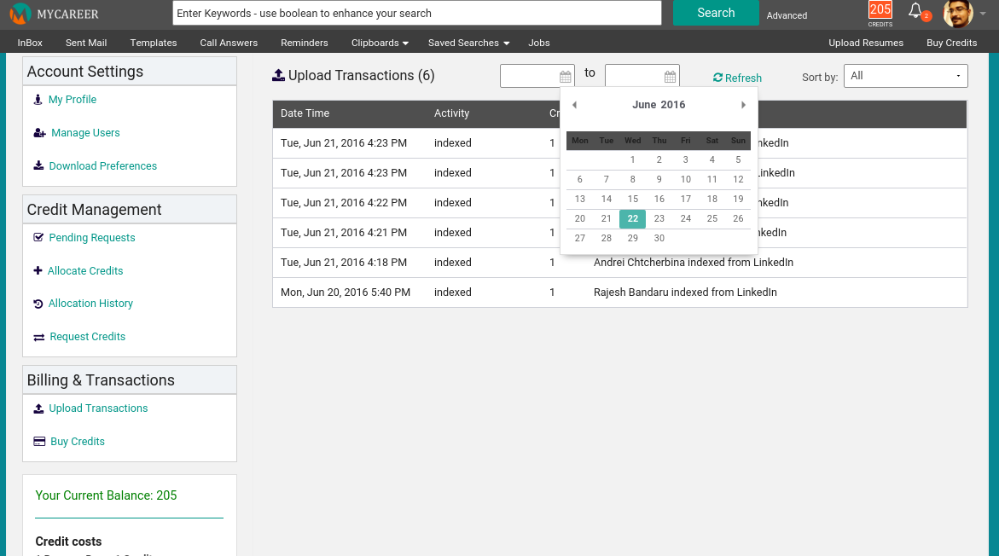 MYCAREER
Enter Keywords - use boolean to enhance your search
Search
Advanced
205
CREDITS
2
InBox Sent Mail Templates Call Answers Reminders Clipboards Saved Searches Jobs Upload Resumes Buy Credits
Account Settings
My Profile
Manage Users
Download Preferences
Credit Management
Pending Requests
Allocate Credits
Allocation History
Request Credits
Billing & Transactions
Upload Transactions
Buy Credits
Your Current Balance: 205
Credit costs
Upload Transactions (6)
to
Refresh
Sort by: All
Date Time Activity Cr
Tue, Jun 21, 2016 4:23 PM indexed 1 nkedIn
Tue, Jun 21, 2016 4:23 PM indexed 1 inkedIn
Tue, Jun 21, 2016 4:22 PM indexed 1 nkedIn
Tue, Jun 21, 2016 4:21 PM indexed 1 kedIn
Tue, Jun 21, 2016 4:18 PM indexed 1 Andrei Chtcherbina indexed from LinkedIn
Mon, Jun 20, 2016 5:40 PM indexed 1 Rajesh Bandaru indexed from LinkedIn
June 2016
Mon Tue Wed Thu Fri Sat Sun
1 2 3 4 5
6 7 8 9 10 11 12
13 14 15 16 17 18 19
20 21 22 23 24 25 26
27 28 29 30